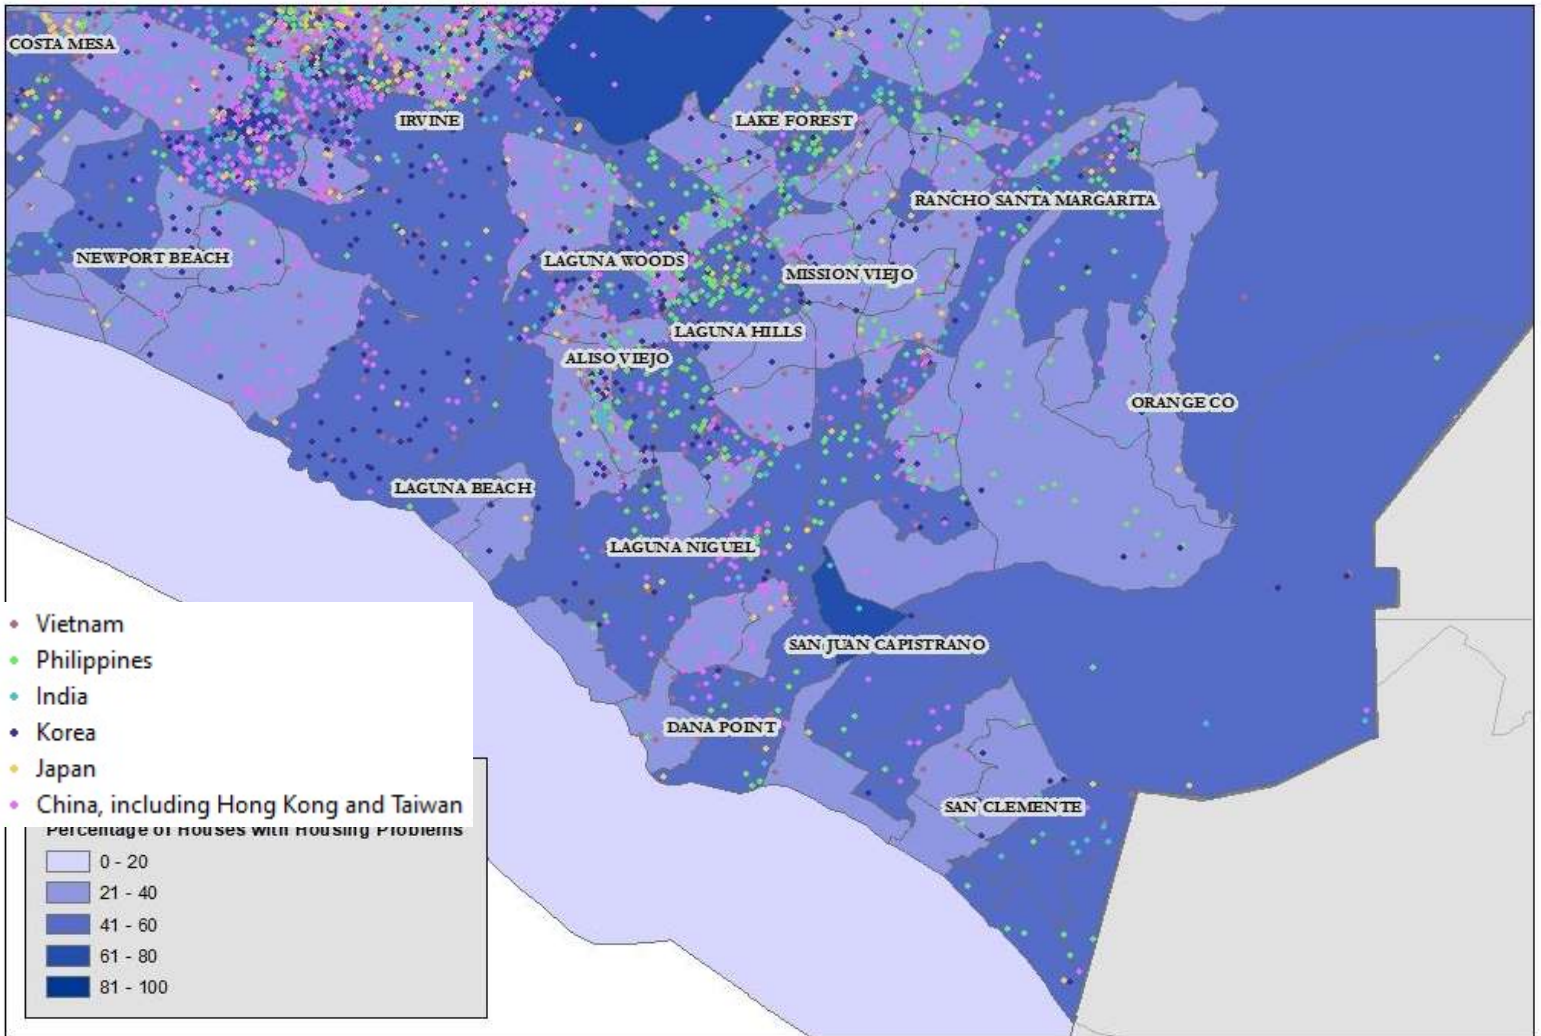 COSTA MESA
IRVINE
LAKE FOREST
RANCHO SANTA MARGARITA
NEWPORT BEACH
LAGUNA WOODS
MISSION VIEJO
LAGUNA HILLS
ALISO VIEJO
ORANGE CO
LAGUNA BEACH
LAGUNA NIGUEL
SAN JUAN CAPISTRANO
DANA POINT
SAN CLEMENTE
Vietnam
Philippines
India
Korea
Japan
China, including Hong Kong and Taiwan
Percentage of Houses with Housing Problems
0 - 20
21 - 40
41 - 60
61 - 80
81 - 100